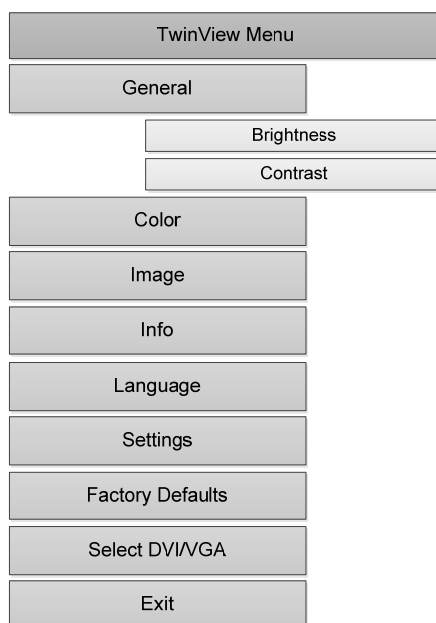 TwinView Menu
General
Brightness
Contrast
Color
Image
Info
Language
Settings
Factory Defaults
Select DVI/VGA
Exit